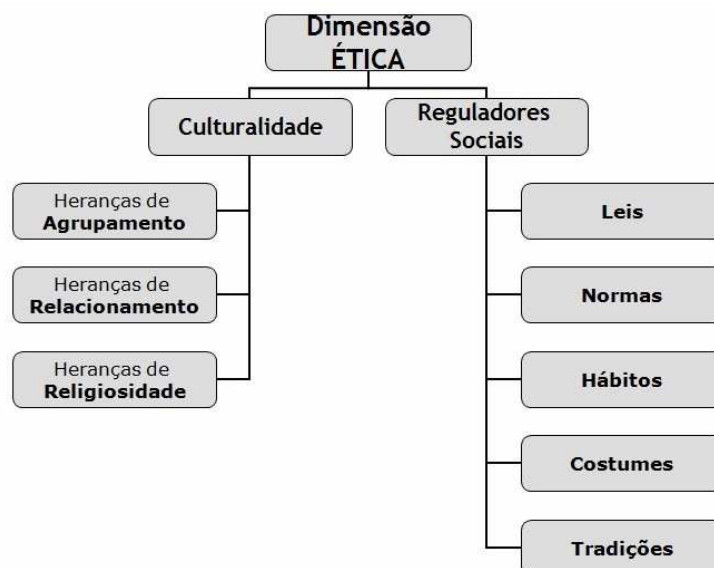 Dimensão
ÉTICA
Culturalidade
Reguladores
Sociais
Heranças de
Agrupamento
Heranças de
Relacionamento
Heranças de
Religiosidade
Leis
Normas
Hábitos
Costumes
Tradições